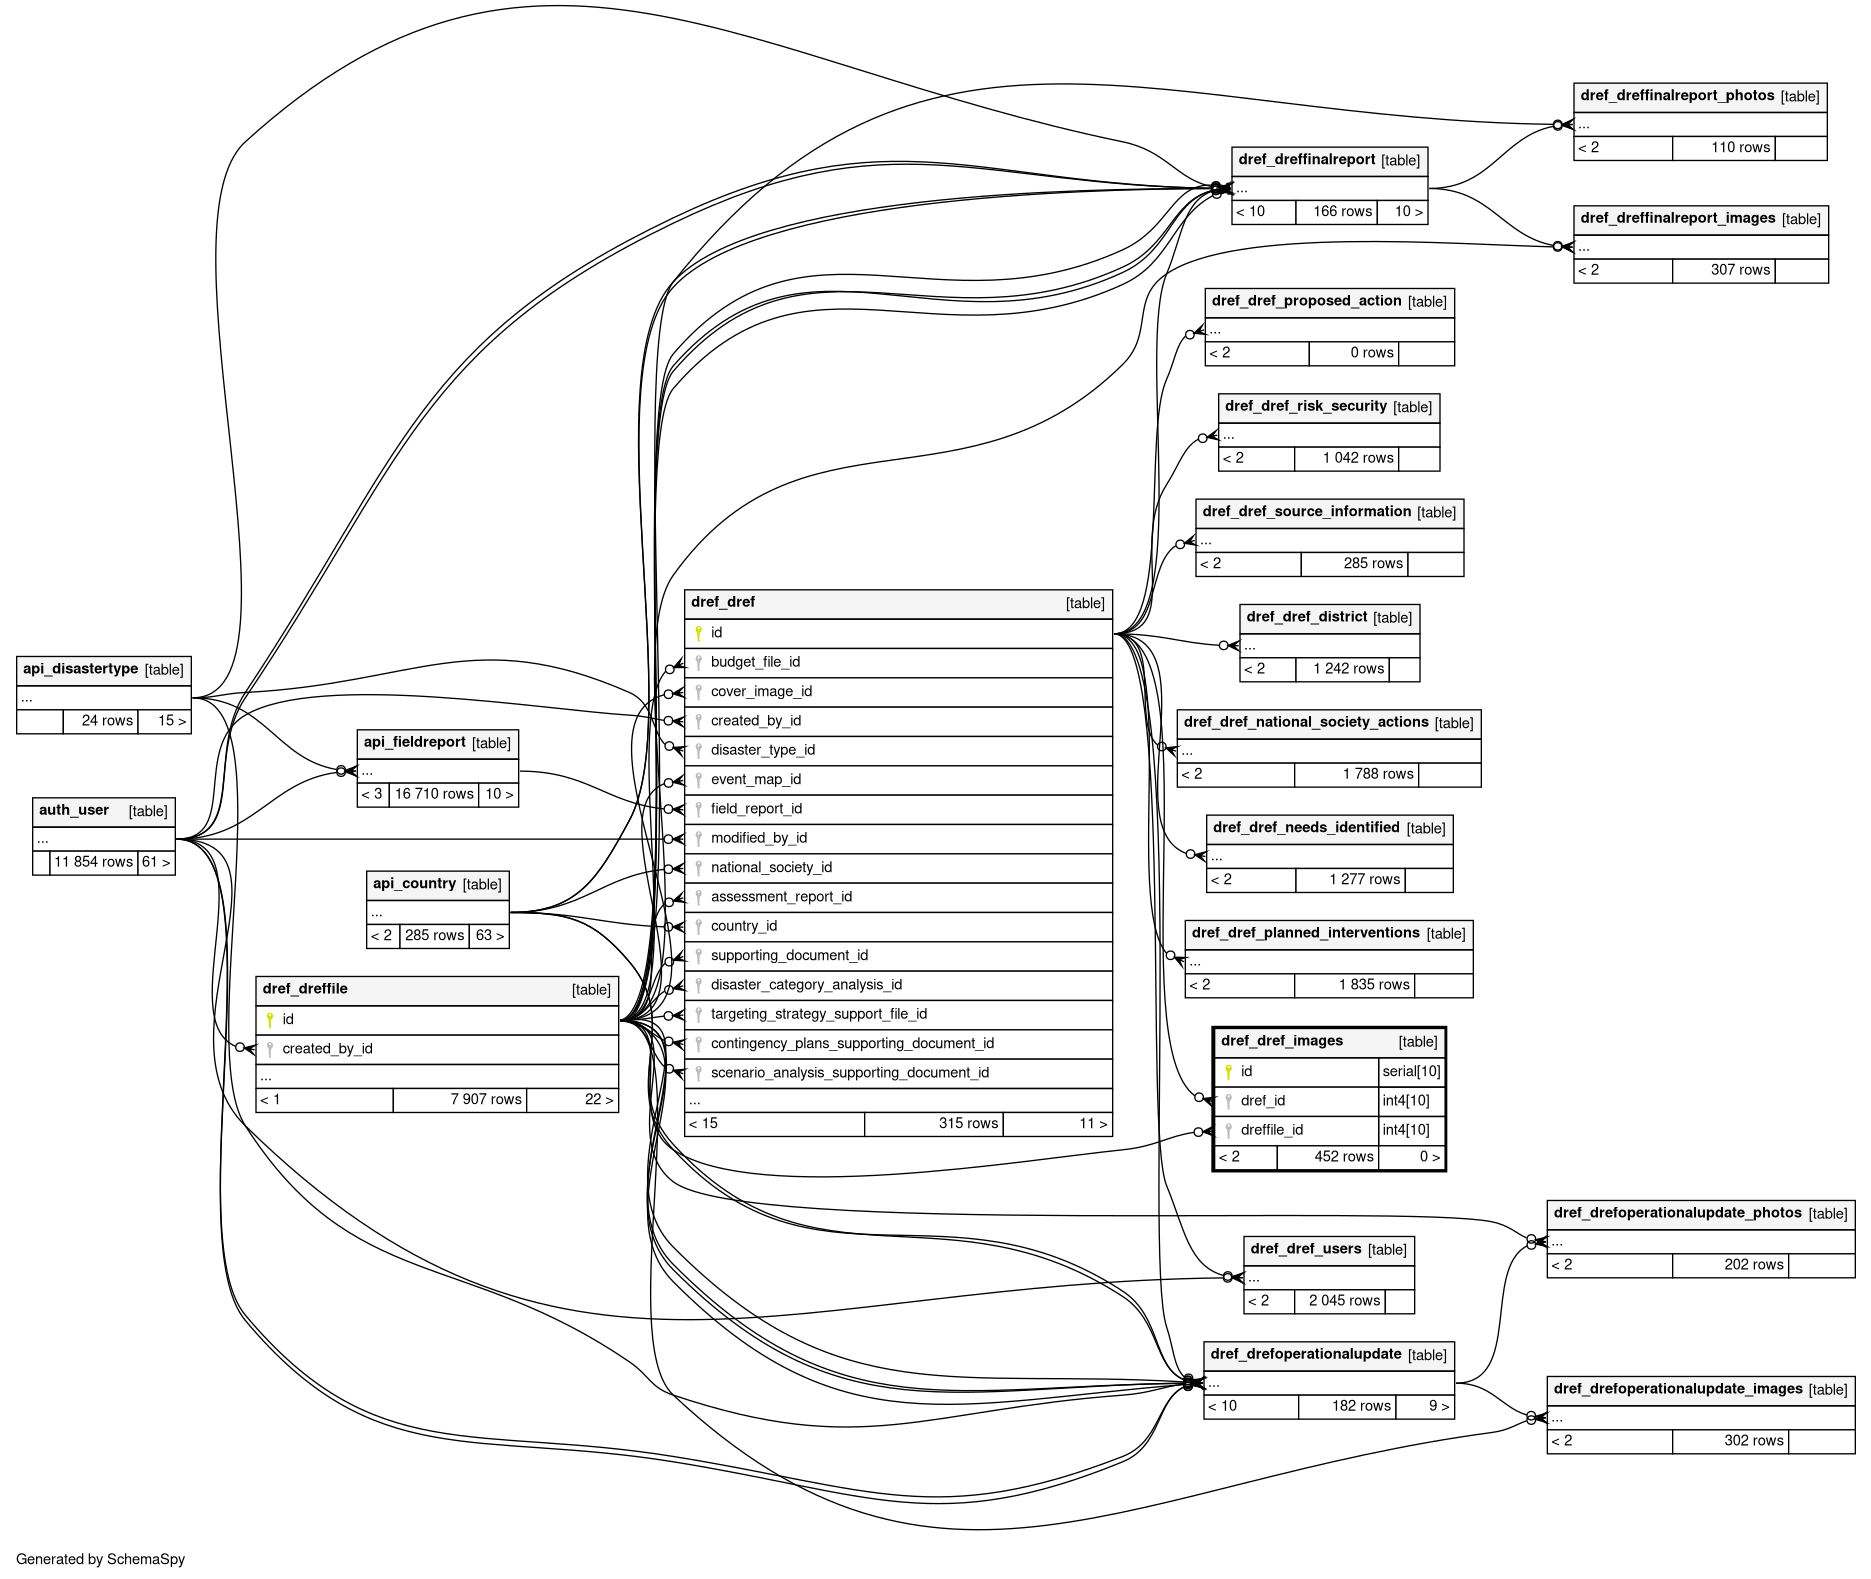 dref_dreffinalreport_photos [table]
...
< 2 110 rows
dref_dreffinalreport [table]
...
< 10 166 rows 10 >
dref_dreffinalreport_images [table]
...
< 2 307 rows
dref_dref_proposed_action [table]
...
< 2 0 rows
dref_dref_risk_security [table]
...
< 2 1 042 rows
dref_dref_source_information [table]
...
< 2 285 rows
dref_dref_district [table]
...
< 2 1 242 rows
dref_dref_national_society_actions [table]
...
< 2 1 788 rows
dref_dref_needs_identified [table]
...
< 2 1 277 rows
dref_dref_planned_interventions [table]
...
< 2 1 835 rows
dref_dref_images [table]
id serial[10]
dref_id int4[10]
dreffile_id int4[10]
< 2 452 rows 0 >
dref_dref [table]
id
budget_file_id
cover_image_id
created_by_id
disaster_type_id
event_map_id
field_report_id
modified_by_id
national_society_id
assessment_report_id
country_id
supporting_document_id
disaster_category_analysis_id
targeting_strategy_support_file_id
contingency_plans_supporting_document_id
scenario_analysis_supporting_document_id
...
< 15 315 rows 11 >
api_disastertype [table]
...
24 rows 15 >
api_fieldreport [table]
...
< 3 16 710 rows 10 >
auth_user [table]
...
11 854 rows 61 >
api_country [table]
...
< 2 285 rows 63 >
dref_dreffile [table]
id
created_by_id
...
< 1 7 907 rows 22 >
dref_drefoperationalupdate_photos [table]
...
< 2 202 rows
dref_dref_users [table]
...
< 2 2 045 rows
dref_drefoperationalupdate [table]
...
< 10 182 rows 9 >
dref_drefoperationalupdate_images [table]
...
< 2 302 rows
Generated by SchemaSpy